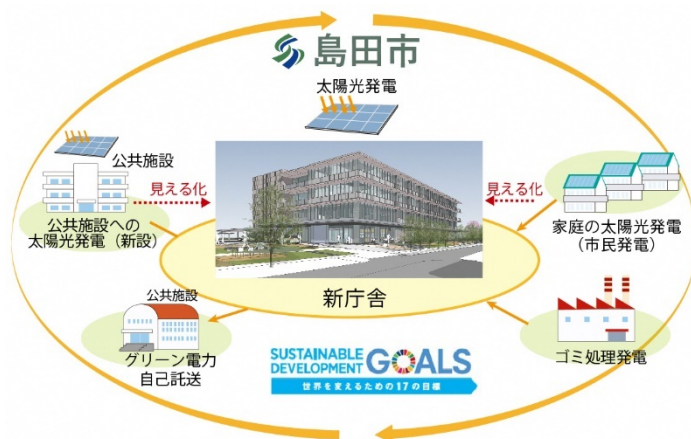 島田市
太陽光発電
公共施設
見える化
見える化
公共施設への
太陽光発電（新設）
家庭の太陽光発電
（市民発電）
新庁舎
公共施設
グリーン電力
自己託送
ゴミ処理発電
SUSTAINABLE
DEVELOPMENT
GOALS
世界を変えるための17の目標